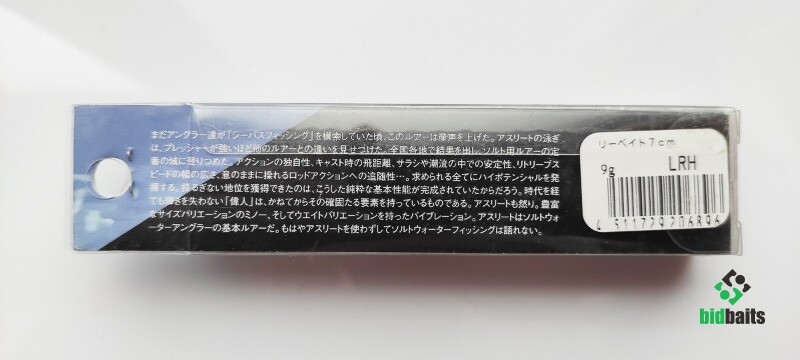 まだアングラー達が「シーバスフィッシング」を模索していた頃、このルアーは産声を上げた。アスリートの泳ぎ
は、プレッシャーが強いほど他のルアーとの違いを見せつけた。全国各地で結果を出し、ソルト用ルアーの定
番の域に登りつめた。アクションの独自性、キャスト時の飛距離、サラシや潮流の中での安定性、リトリーブス
ピードの幅の広さ、意のままに操れるロッドアクションへの追随性…。求められる全てにハイポテンシャルを発
揮する。揺るぎない地位を獲得できたのは、こうした純粋な基本性能が完成されていたからだろう。時代を経
ても輝きを失わない「偉人」は、かねてからその確固たる要素を持っているものである。アスリートも然り。豊富
なサイズバリエーションのミノー、そしてウエイトバリエーションを持ったバイブレーション。アスリートはソルトウォ
ーターアングラーの基本ルアーだ。もはやアスリートを使わずしてソルトウォーターフィッシングは語れない。
リーベイト7cm
9g LRH
4 511729 206896
bidbaits